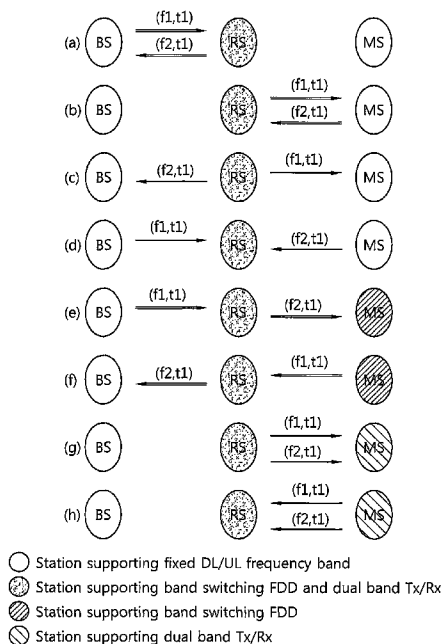 (a) BS (f1,t1) RS MS
(f2,t1)
(b) BS RS (f1,t1) MS
(f2,t1)
(c) BS (f2,t1) RS (f1,t1) MS
(d) BS (f1,t1) RS (f2,t1) MS
(e) BS (f1,t1) RS (f2,t1) MS
(f) BS (f2,t1) RS (f1,t1) MS
(g) BS RS (f1,t1) MS
(f2,t1)
(h) BS RS (f1,t1) MS
(f2,t1)
Station supporting fixed DL/UL frequency band
Station supporting band switching FDD and dual band Tx/Rx
Station supporting band switching FDD
Station supporting dual band Tx/Rx